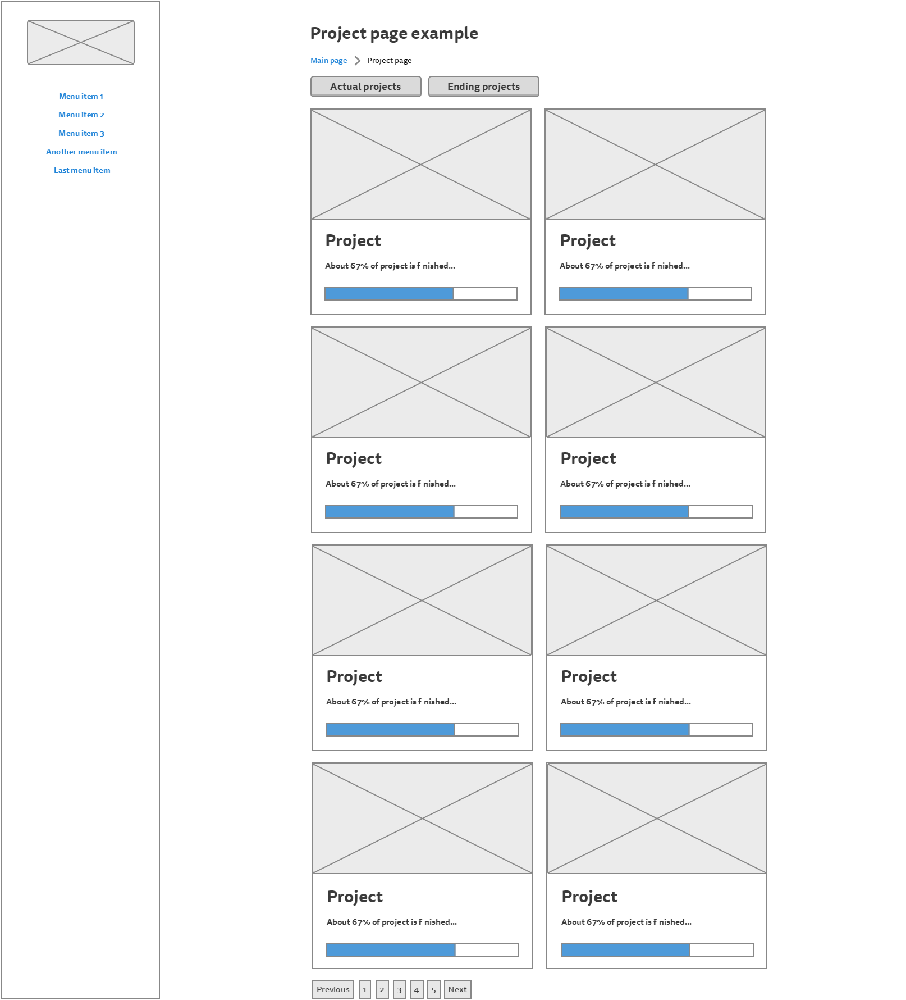 Menu item 1
Menu item 2
Menu item 3
Another menu item
Last menu item
Project page example
Main page Project page
Actual projects Ending projects
Project
About 67% of project is f nished...
Project
About 67% of project is f nished...
Project
About 67% of project is f nished...
Project
About 67% of project is f nished...
Project
About 67% of project is f nished...
Project
About 67% of project is f nished...
Project
About 67% of project is f nished...
Project
About 67% of project is f nished...
Previous 1 2 3 4 5 Next